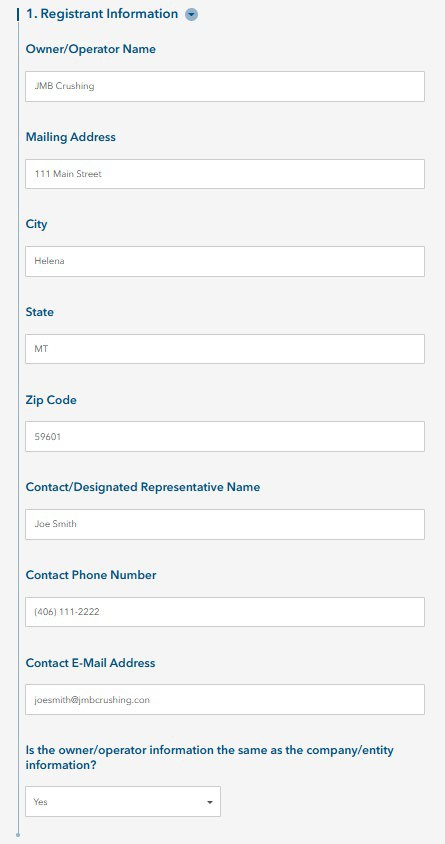 1. Registrant Information
Owner/Operator Name
JMB Crushing
Mailing Address
111 Main Street
City
Helena
State
MT
Zip Code
59601
Contact/Designated Representative Name
Joe Smith
Contact Phone Number
(406) 111-2222
Contact E-Mail Address
joesmith@jmbcrushing.con
Is the owner/operator information the same as the company/entity
information?
Yes